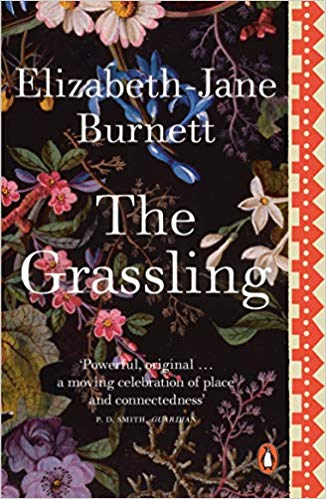 Elizabeth-Jane
Burnett
The
Grassling
‘Powerful, original ...
a moving celebration of place
and connectedness’
P. D. SMITH, GUARDIAN